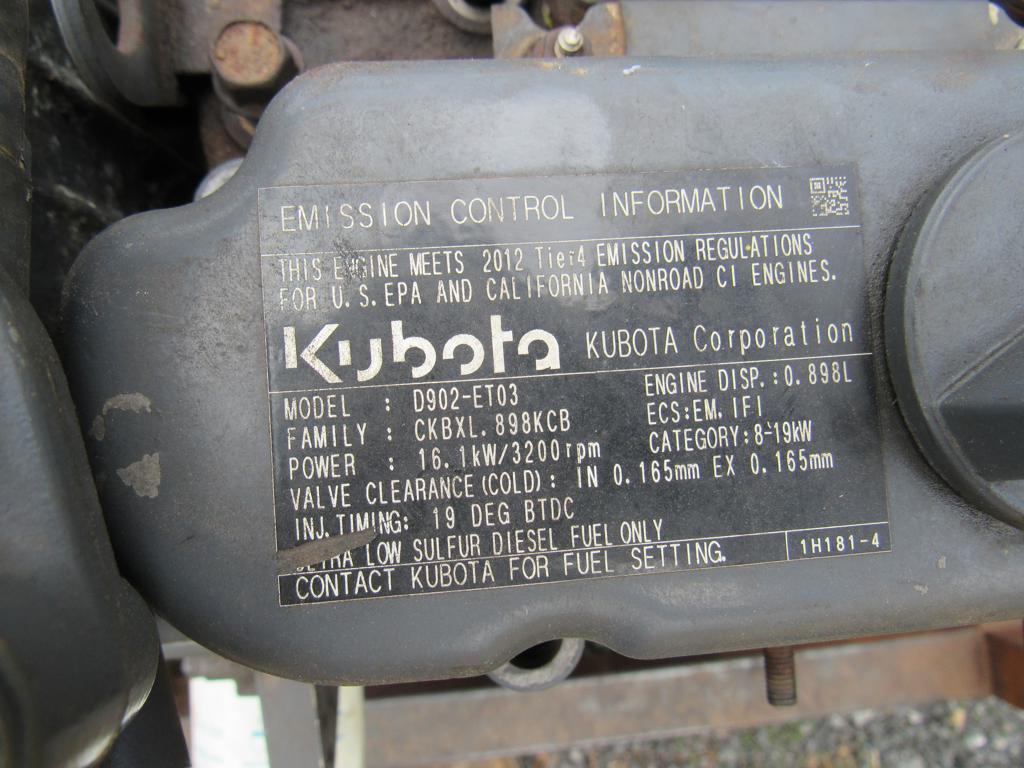 EMISSION CONTROL INFORMATION
THIS ENGINE MEETS 2012 Tier4 EMISSION REGULATIONS
FOR U.S.EPA AND CALIFORNIA NONROAD CI ENGINES.
Kubota KUBOTA Corporation
MODEL : D902-ET03 ENGINE DISP.:0.898L
FAMILY : CKBXL.898KCB ECS:EM,IFI
POWER : 16.1kW/3200rpm CATEGORY:8-19kW
VALVE CLEARANCE(COLD): IN 0.165mm EX 0.165mm
INJ.TIMING: 19 DEG BTDC
ULTRA LOW SULFUR DIESEL FUEL ONLY
CONTACT KUBOTA FOR FUEL SETTING. 1H181-4